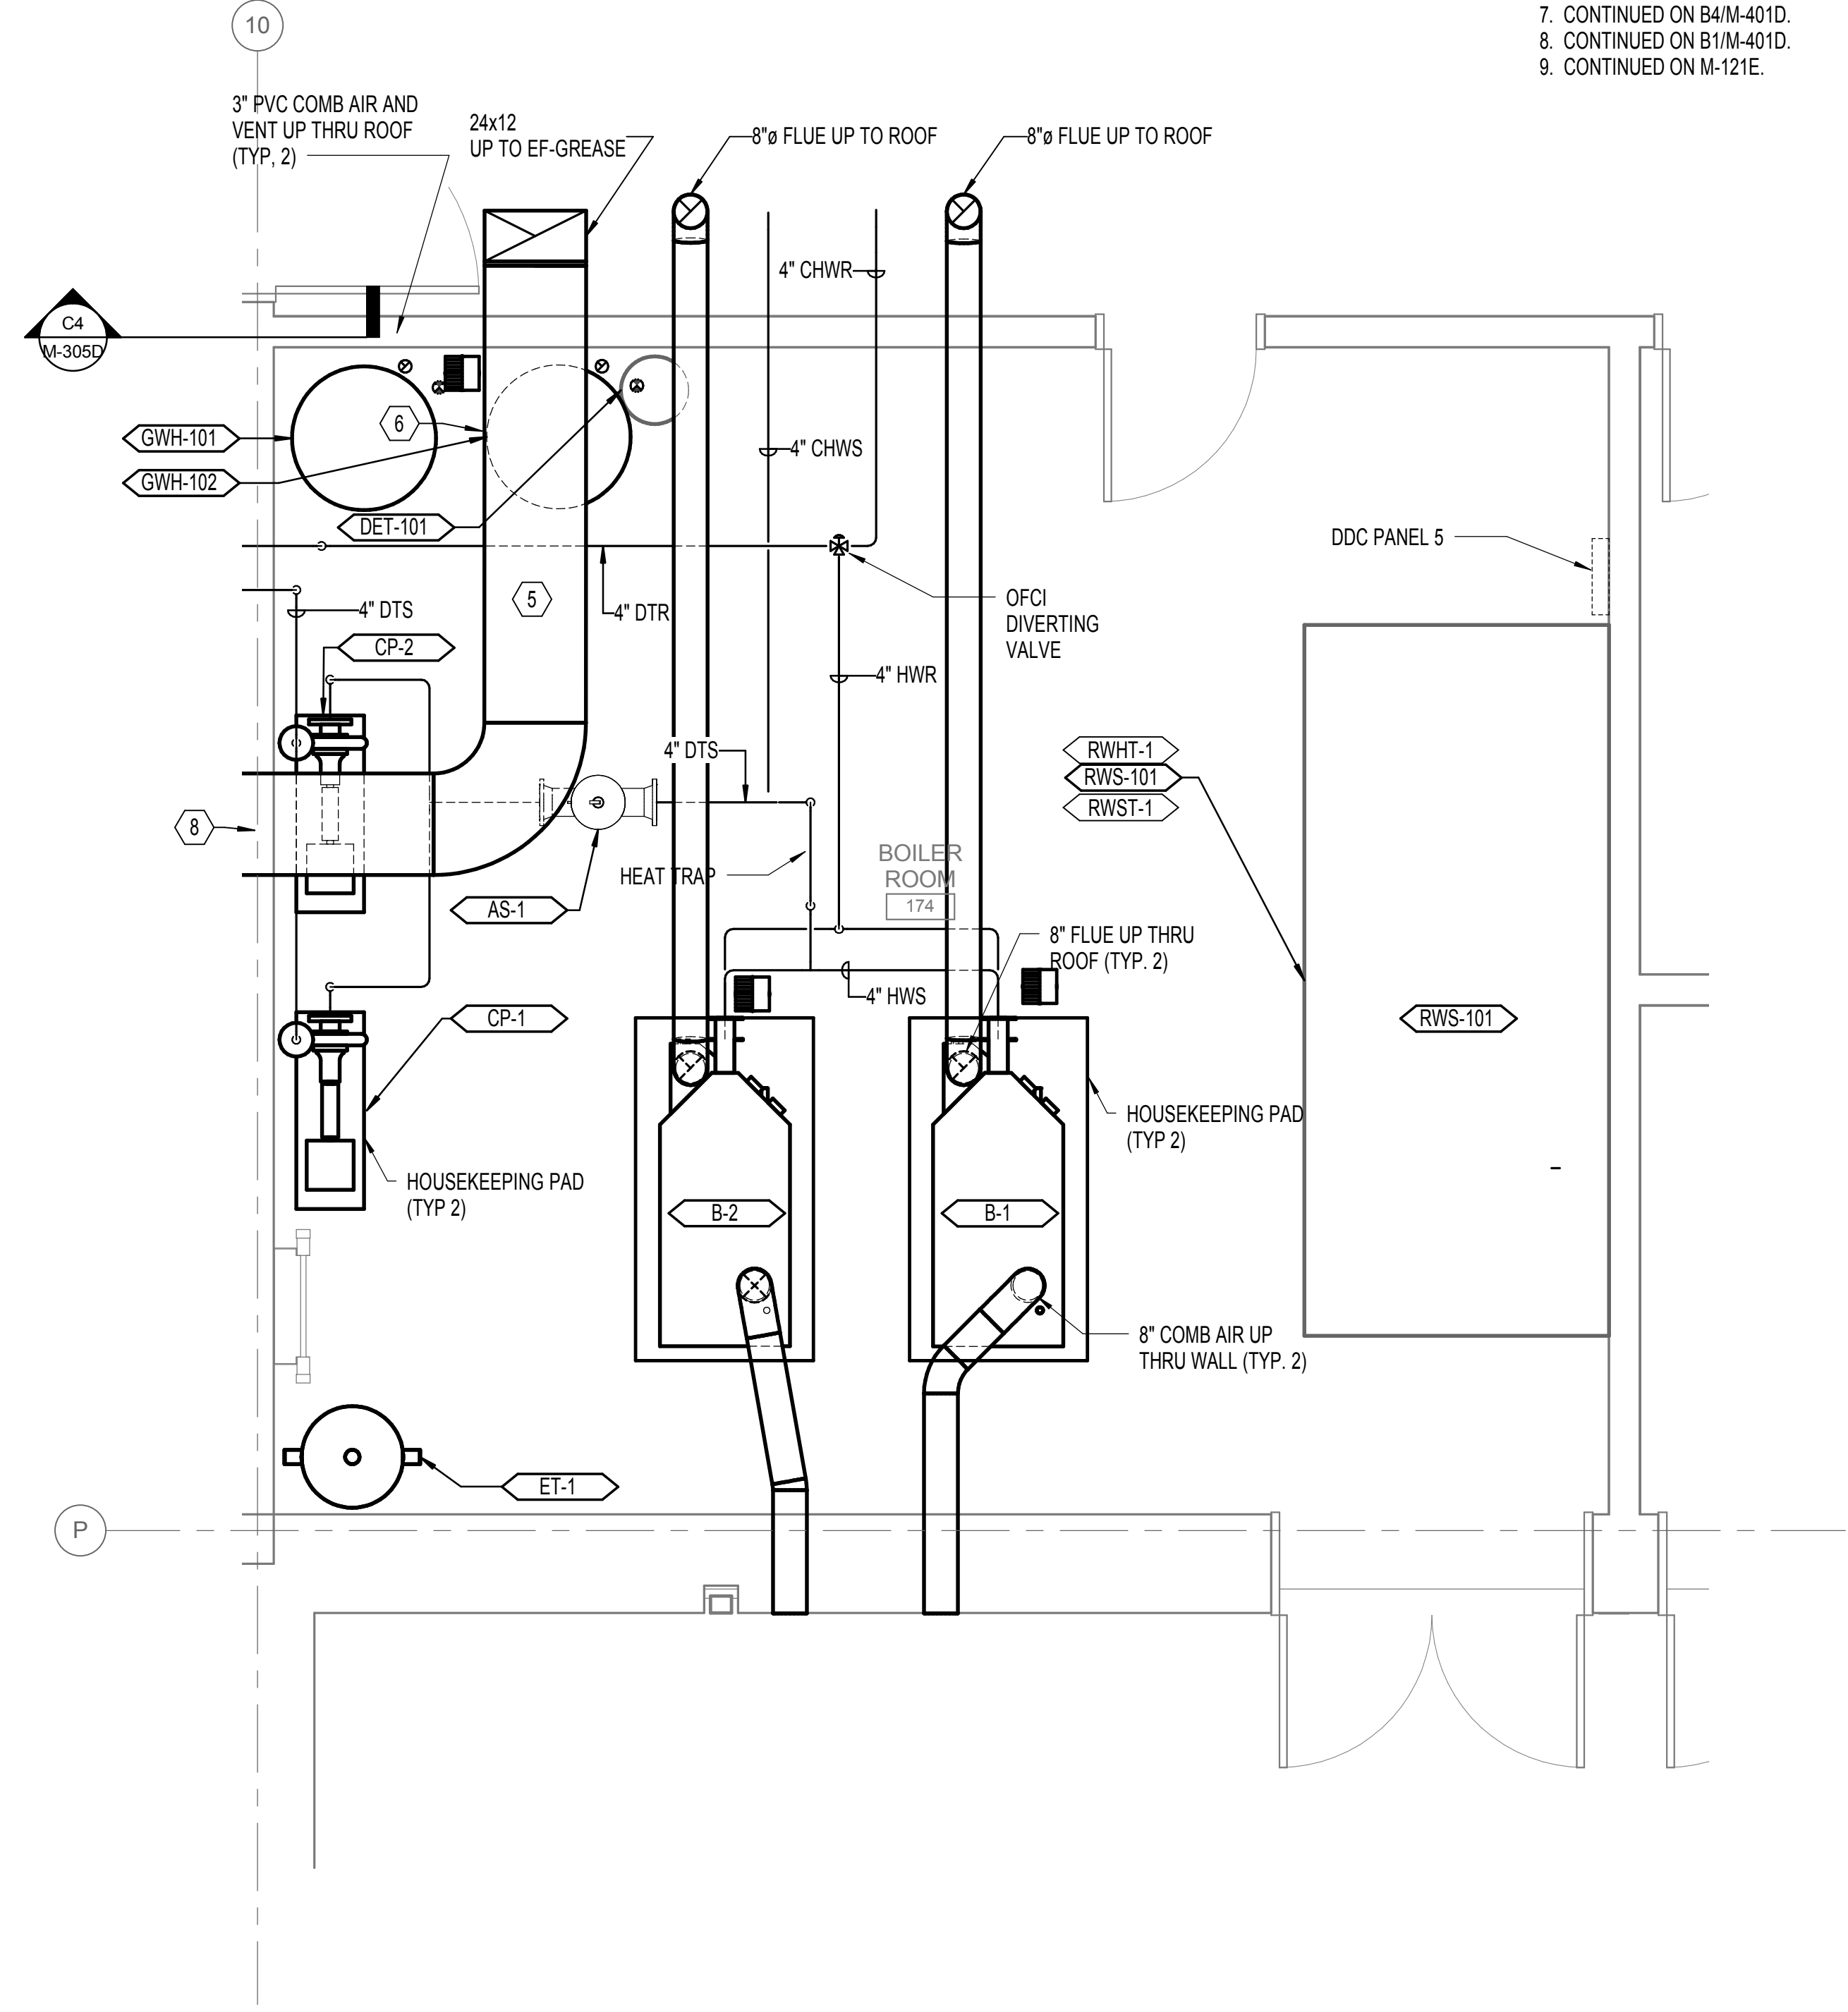 10
7. CONTINUED ON B4/M-401D.
8. CONTINUED ON B1/M-401D.
9. CONTINUED ON M-121E.
3" PVC COMB AIR AND
VENT UP THRU ROOF
(TYP, 2)
24x12
UP TO EF-GREASE
8"ø FLUE UP TO ROOF
8"ø FLUE UP TO ROOF
4" CHWR
C4
M-305D
6
GWH-101
4" CHWS
GWH-102
DET-101
DDC PANEL 5
5
OFCI
DIVERTING
VALVE
4" DTS
4" DTR
CP-2
4" HWR
4" DTS
RWHT-1
RWS-101
RWST-1
8
HEAT TRAP
BOILER
ROOM
174
AS-1
8" FLUE UP THRU
ROOF (TYP. 2)
4" HWS
CP-1
RWS-101
HOUSEKEEPING PAD
(TYP 2)
HOUSEKEEPING PAD
(TYP 2)
B-2
B-1
8" COMB AIR UP
THRU WALL (TYP. 2)
ET-1
P